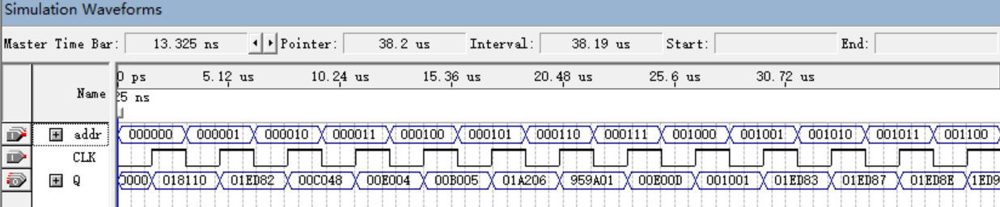 Simulation Waveforms
Master Time Bar: 13.325 ns Pointer: 38.2 us Interval: 38.19 us Start: End:
Name 0 ps 5.12 us 10.24 us 15.36 us 20.48 us 25.6 us 30.72 us
25 ns
addr 000000 000001 000010 000011 000100 000101 000110 000111 001000 001001 001010 001011 001100
CLK
Q 0000 018110 01ED82 00C048 00E004 00B005 01A206 959A01 00E00D 001001 01ED83 01ED87 01ED8E 1ED9